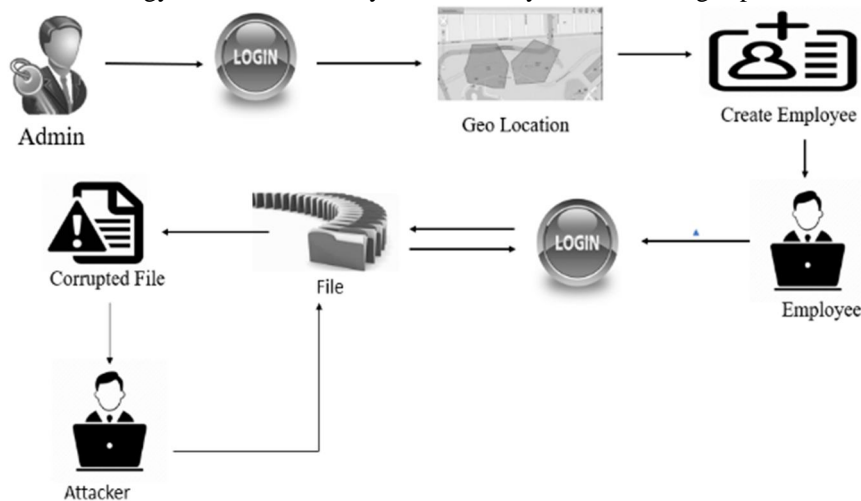 LOGIN
Admin
Geo Location
Create Employee
Corrupted File
File
LOGIN
Employee
Attacker